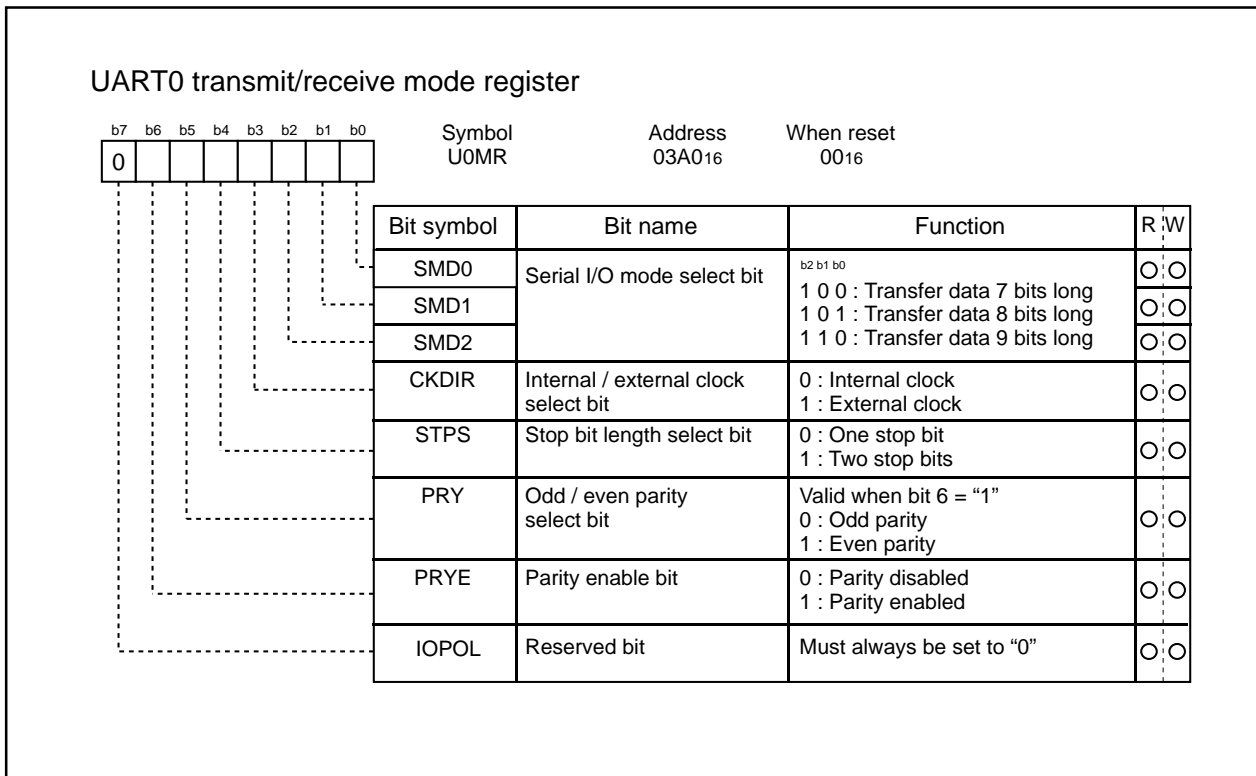 UART0 transmit/receive mode register
b7 b6 b5 b4 b3 b2 b1 b0
0
Symbol Address When reset
U0MR 03A016 0016
Bit symbol Bit name Function R W
SMD0 Serial I/O mode select bit b2 b1 b0
1 0 0 : Transfer data 7 bits long
SMD1 1 0 1 : Transfer data 8 bits long
SMD2 1 1 0 : Transfer data 9 bits long
CKDIR Internal / external clock 0 : Internal clock
select bit 1 : External clock
STPS Stop bit length select bit 0 : One stop bit
1 : Two stop bits
PRY Odd / even parity Valid when bit 6 = “1”
select bit 0 : Odd parity
1 : Even parity
PRYE Parity enable bit 0 : Parity disabled
1 : Parity enabled
IOPOL Reserved bit Must always be set to “0”